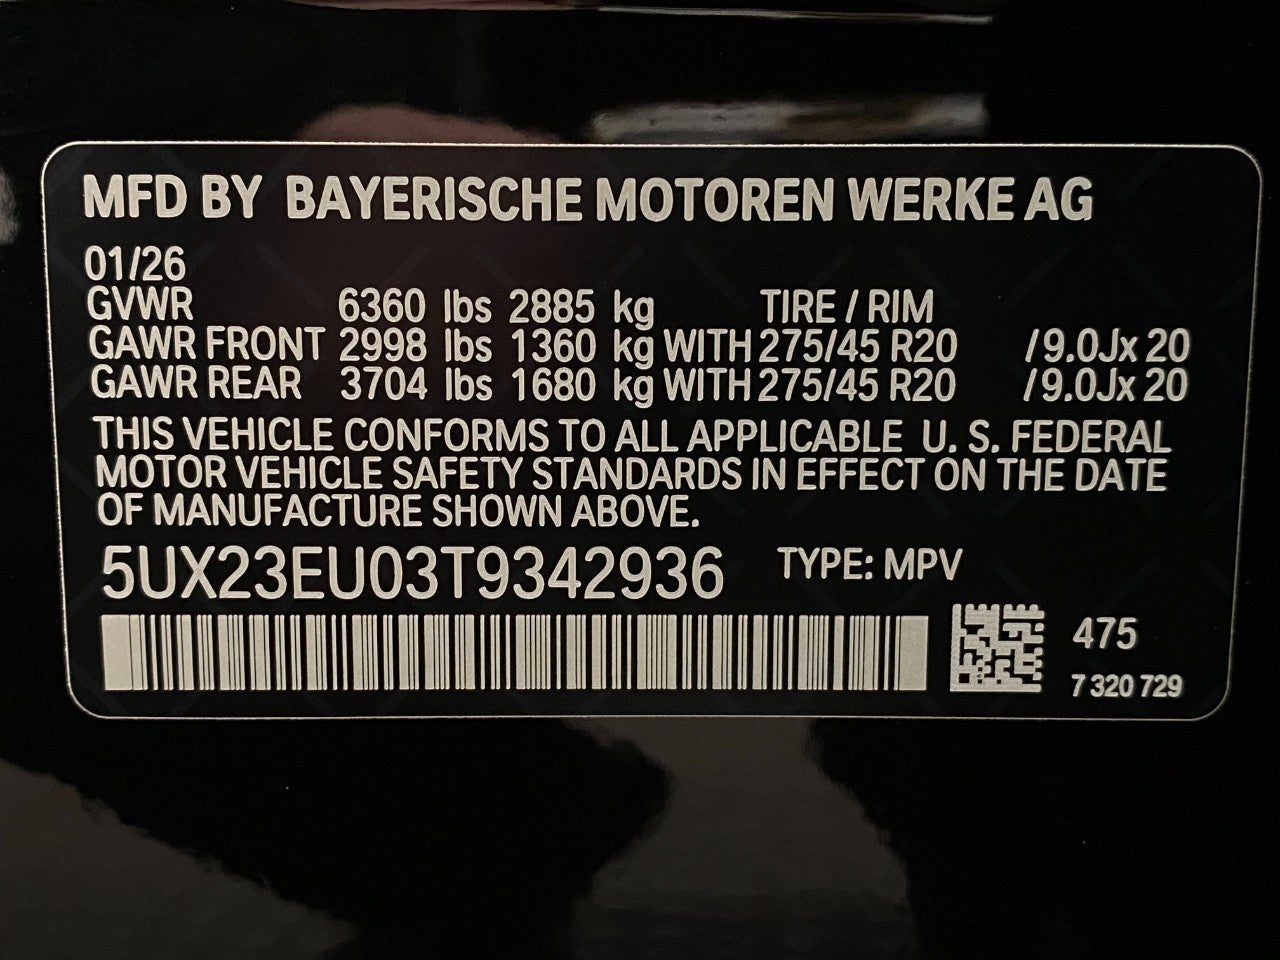 MFD BY BAYERISCHE MOTOREN WERKE AG
01/26
GVWR 6360 lbs 2885 kg TIRE / RIM
GAWR FRONT 2998 lbs 1360 kg WITH 275/45 R20 /9.0Jx 20
GAWR REAR 3704 lbs 1680 kg WITH 275/45 R20 /9.0Jx 20
THIS VEHICLE CONFORMS TO ALL APPLICABLE U. S. FEDERAL
MOTOR VEHICLE SAFETY STANDARDS IN EFFECT ON THE DATE
OF MANUFACTURE SHOWN ABOVE.
5UX23EU03T9342936 TYPE: MPV
475
7 320 729